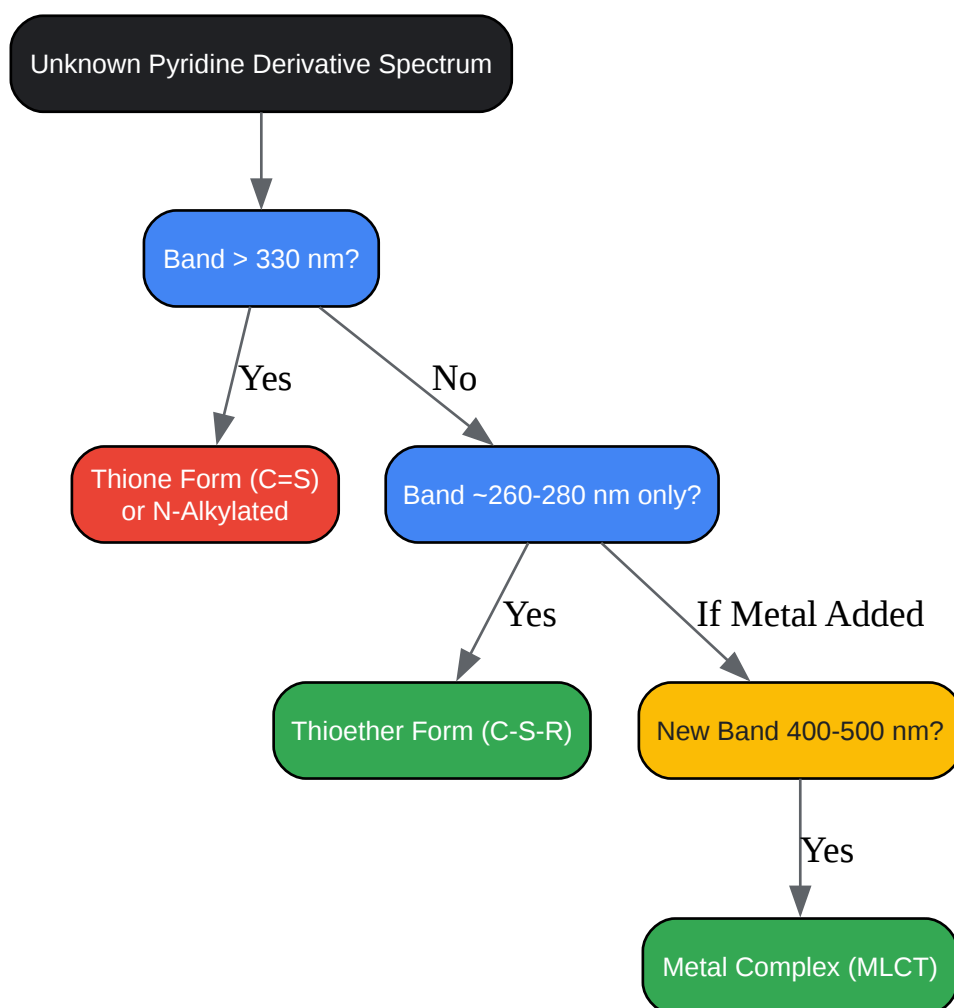 Unknown Pyridine Derivative Spectrum
Band > 330 nm?
Yes
No
Thione Form (C=S)
or N-Alkylated
Band ~260-280 nm only?
Yes
If Metal Added
Thioether Form (C-S-R)
New Band 400-500 nm?
Yes
Metal Complex (MLCT)